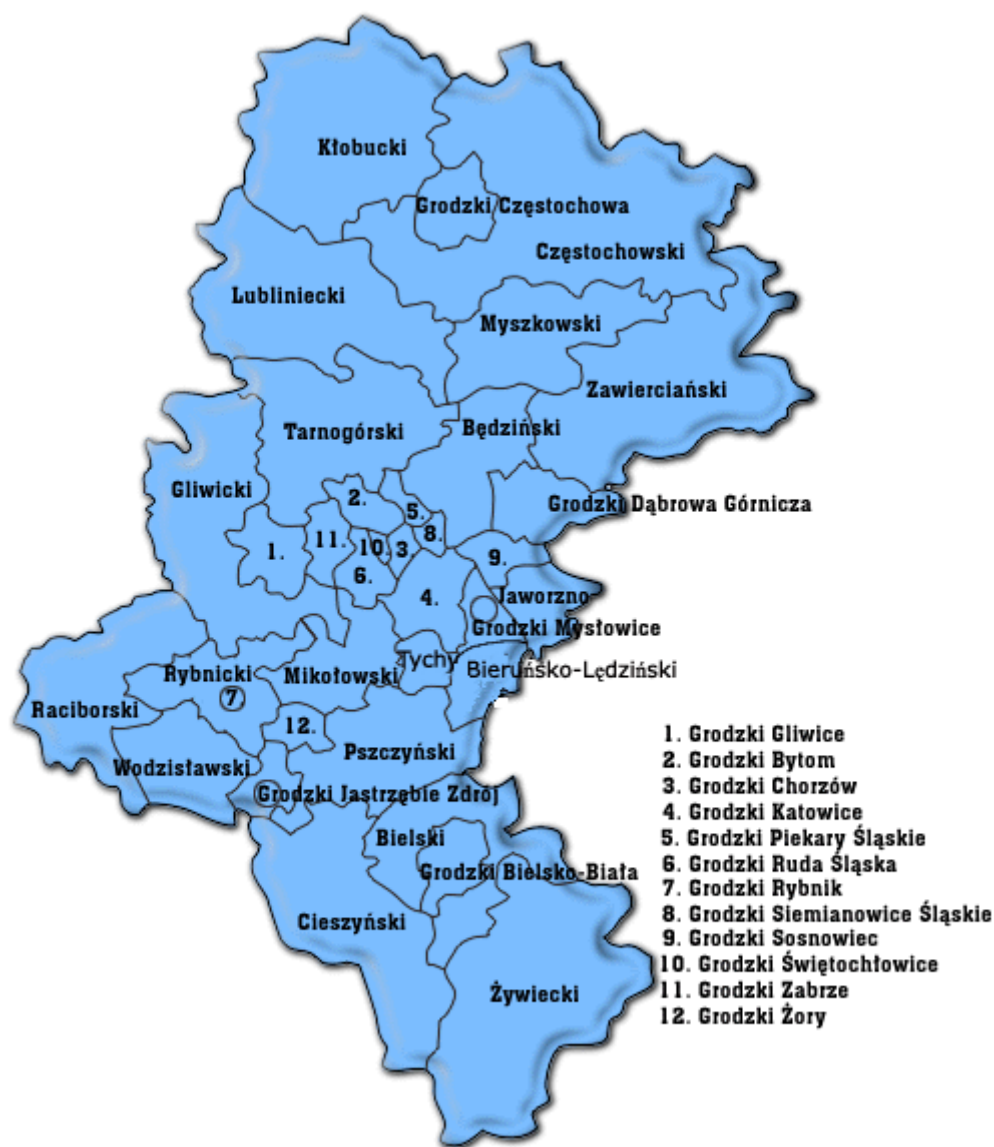 Kłobucki
Grodzki Częstochowa
Częstochowski
Lubliniecki
Myszkowski
Zawierciański
Tarnogórski
Będziński
Gliwicki
Grodzki Dąbrowa Górnicza
2.
5.
8.
11.
10.
3.
1.
9.
6.
4.
Jaworzno
Grodzki Mysłowice
Tychy
Bieruńsko-Lędziński
Rybnicki
Mikołowski
7
Raciborski
12.
Pszczyński
Wodzisławski
Grodzki Jastrzębie Zdrój
Bielski
Grodzki Bielsko-Biała
Cieszyński
Żywiecki
1. Grodzki Gliwice
2. Grodzki Bytom
3. Grodzki Chorzów
4. Grodzki Katowice
5. Grodzki Piekary Śląskie
6. Grodzki Ruda Śląska
7. Grodzki Rybnik
8. Grodzki Siemianowice Śląskie
9. Grodzki Sosnowiec
10. Grodzki Świętochłowice
11. Grodzki Zabrze
12. Grodzki Żory